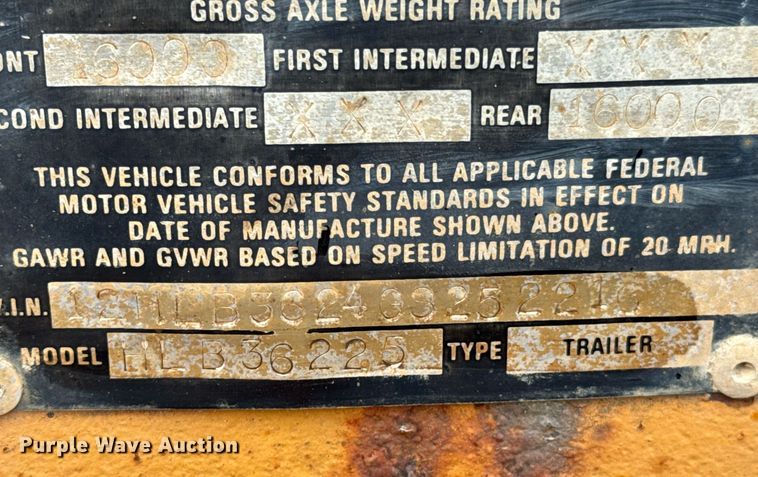 GROSS AXLE WEIGHT RATING
ONT 16000 FIRST INTERMEDIATE XXX
COND INTERMEDIATE XXX REAR 16000
THIS VEHICLE CONFORMS TO ALL APPLICABLE FEDERAL
MOTOR VEHICLE SAFETY STANDARDS IN EFFECT ON
DATE OF MANUFACTURE SHOWN ABOVE.
GAWR AND GVWR BASED ON SPEED LIMITATION OF 20 MPH.
V.I.N.
MODEL HLB36225 TYPE TRAILER
Purple Wave Auction